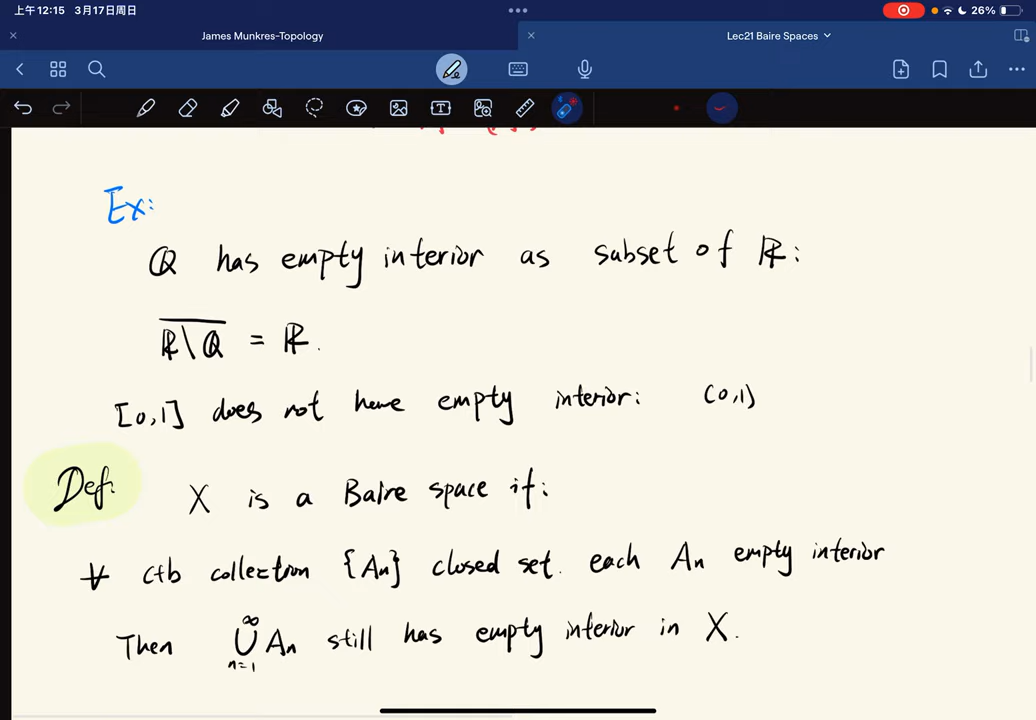 上午12:15 3月17日周日
26%
James Munkres-Topology
Lec21 Baire Spaces
Ex:
ℚ has empty interior as subset of ℝ:
\overline{ℝ\ℚ} = ℝ.
[0,1] does not have empty interior: (0,1)
Def: X is a Baire space if:
∀ ctb collection {An} closed set. each An empty interior
Then ∪_{n=1}^{∞} An still has empty interior in X.